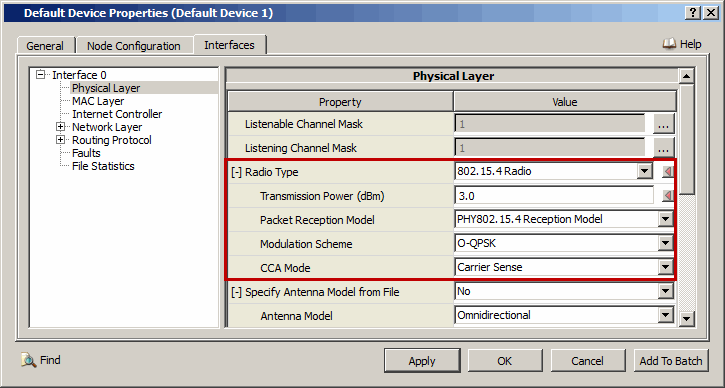 Default Device Properties (Default Device 1)
General
Node Configuration
Interfaces
Help
Interface 0
Physical Layer
MAC Layer
Internet Controller
Network Layer
Routing Protocol
Faults
File Statistics
Physical Layer
Property Value
Listenable Channel Mask 1 ...
Listening Channel Mask 1 ...
[-] Radio Type 802.15.4 Radio
Transmission Power (dBm) 3.0
Packet Reception Model PHY802.15.4 Reception Model
Modulation Scheme O-QPSK
CCA Mode Carrier Sense
[-] Specify Antenna Model from File No
Antenna Model Omnidirectional
Find
Apply
OK
Cancel
Add To Batch